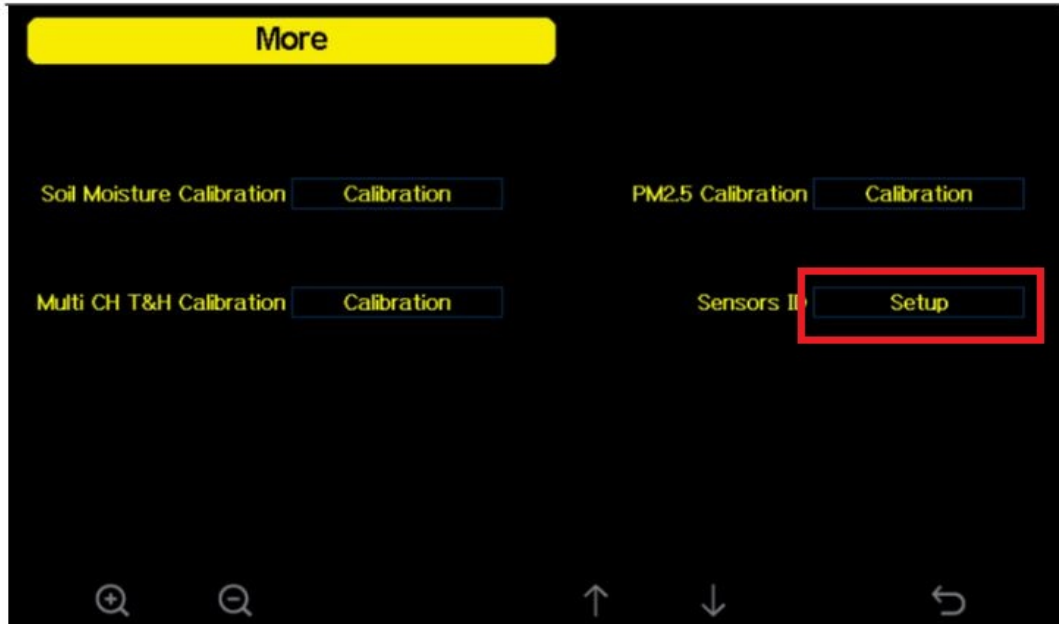 More
Soil Moisture Calibration Calibration PM2.5 Calibration Calibration
Multi CH T&H Calibration Calibration Sensors ID Setup